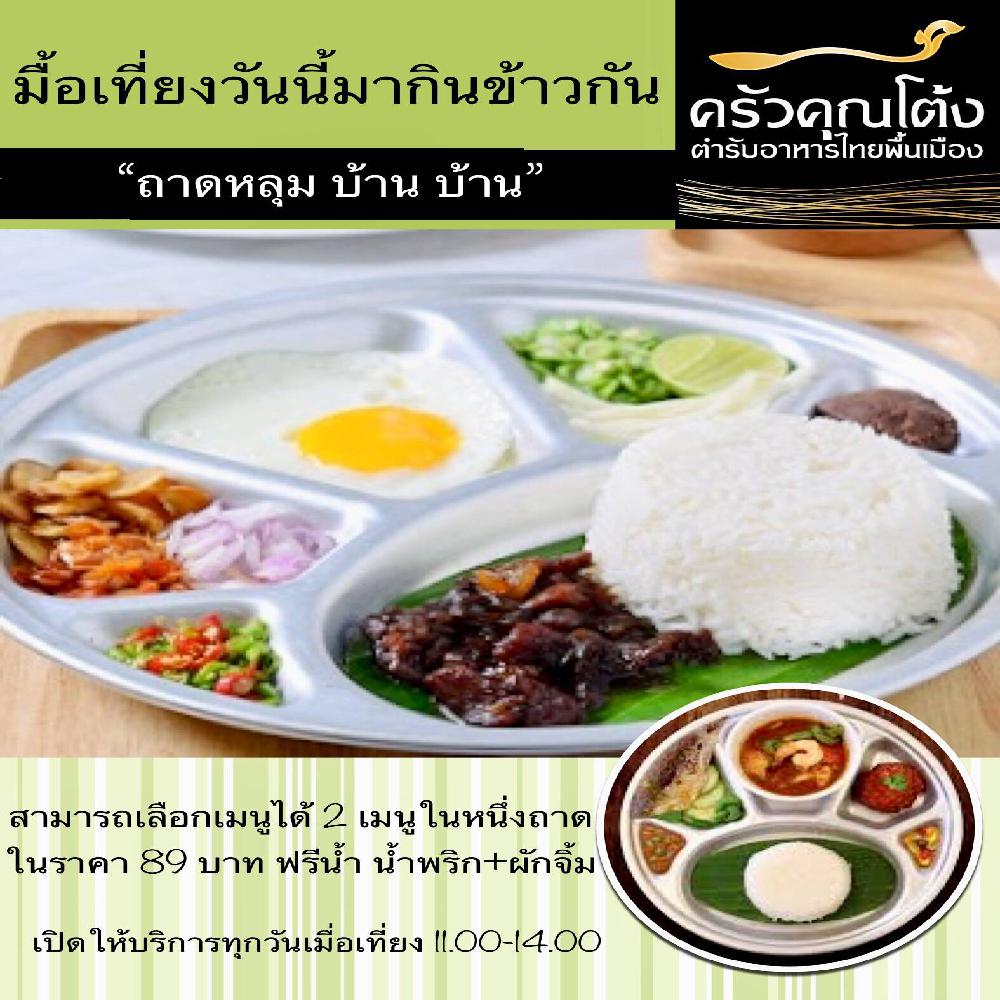 มื้อเที่ยงวันนี้มากินข้าวกัน
“ถาดหลุม บ้าน บ้าน”
ครัวคุณโต้ง
ตำรับอาหารไทยพื้นเมือง
สามารถเลือกเมนูได้ 2 เมนูในหนึ่งถาด
ในราคา 89 บาท ฟรีน้ำ น้ำพริก+ผักจิ้ม
เปิดให้บริการทุกวันเมื่อเที่ยง 11.00-14.00